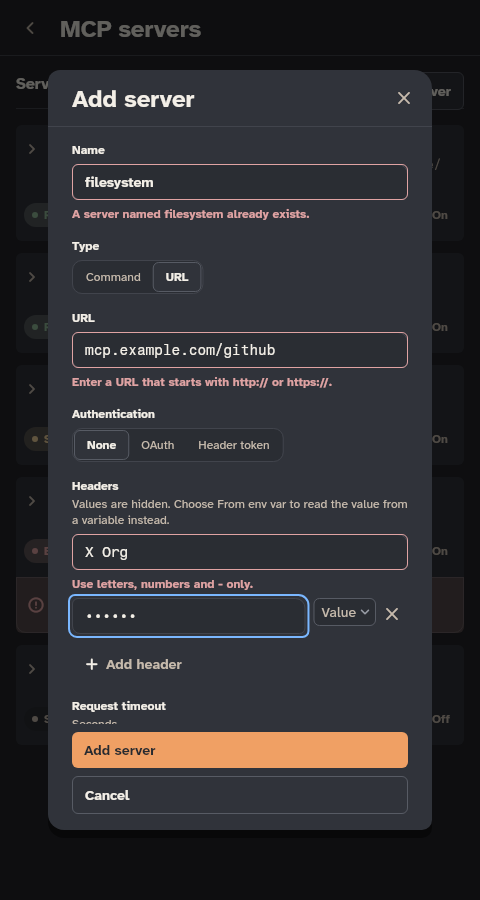 MCP servers
Add server
Name
filesystem
A server named filesystem already exists.
Type
Command URL
URL
mcp.example.com/github
Enter a URL that starts with http:// or https://.
Authentication
None OAuth Header token
Headers
Values are hidden. Choose From env var to read the value from
a variable instead.
X Org
Use letters, numbers and - only.
•••••• Value
Add header
Request timeout
Seconds
Add server
Cancel
On
On
On
On
Off